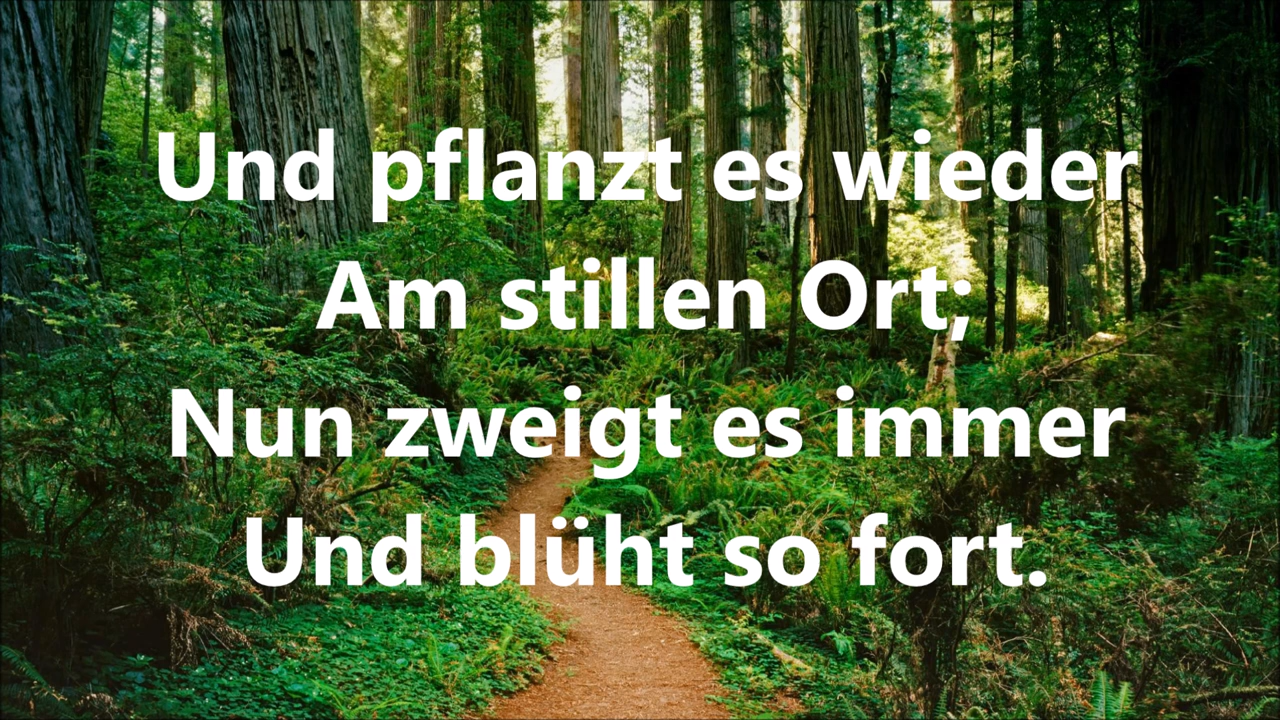 Und pflanzt es wieder
Am stillen Ort;
Nun zweigt es immer
Und blüht so fort.